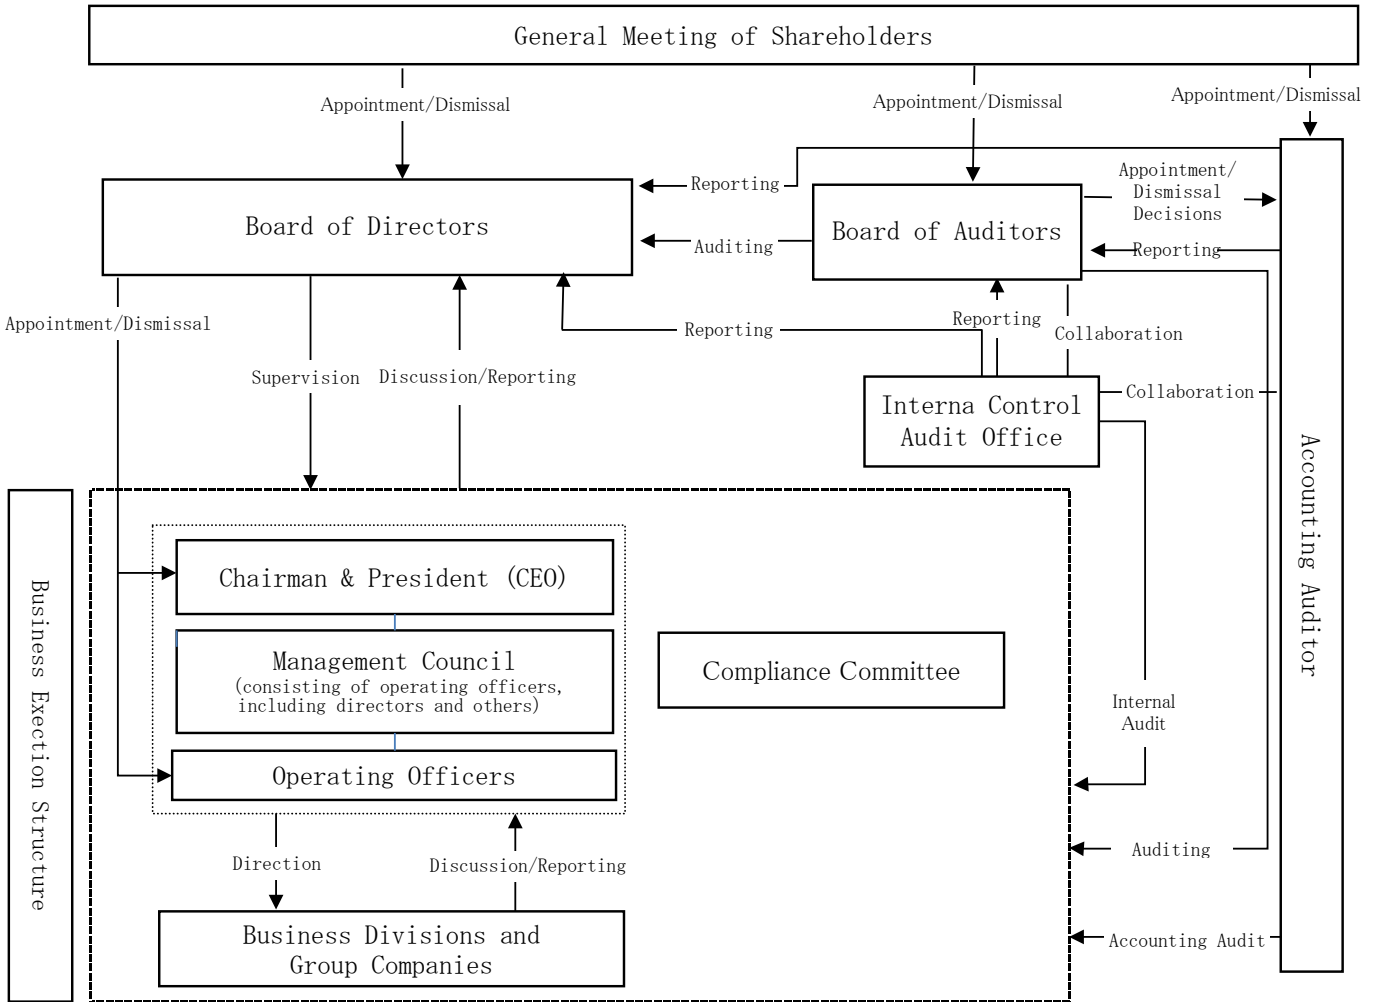 General Meeting of Shareholders
Appointment/Dismissal
Appointment/Dismissal
Appointment/Dismissal
Board of Directors
Reporting
Auditing
Board of Auditors
Appointment/
Dismissal
Decisions
Reporting
Appointment/Dismissal
Supervision
Discussion/Reporting
Reporting
Reporting
Collaboration
Interna Control
Audit Office
Collaboration
Accounting Auditor
Business Exection Structure
Chairman & President (CEO)
Management Council
(consisting of operating officers,
including directors and others)
Operating Officers
Compliance Committee
Internal
Audit
Direction
Discussion/Reporting
Auditing
Business Divisions and
Group Companies
Accounting Audit